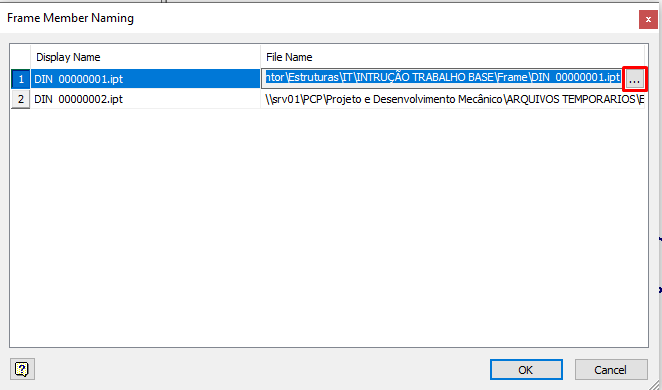 Frame Member Naming
x
Display Name File Name
1 DIN 00000001.ipt ntor\Estruturas\IT\INTRUÇÃO TRABALHO BASE\Frame\DIN 00000001.ipt ...
2 DIN 00000002.ipt \\srv01\PCP\Projeto e Desenvolvimento Mecânico\ARQUIVOS TEMPORARIOS\E
? OK Cancel